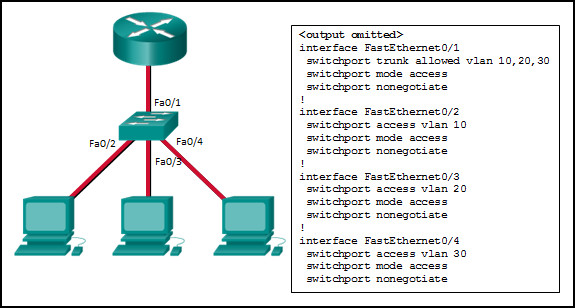 Fa0/1
Fa0/2
Fa0/4
Fa0/3
<output omitted>
interface FastEthernet0/1
switchport trunk allowed vlan 10,20,30
switchport mode access
switchport nonegotiate
!
interface FastEthernet0/2
switchport access vlan 10
switchport mode access
switchport nonegotiate
!
interface FastEthernet0/3
switchport access vlan 20
switchport mode access
switchport nonegotiate
!
interface FastEthernet0/4
switchport access vlan 30
switchport mode access
switchport nonegotiate